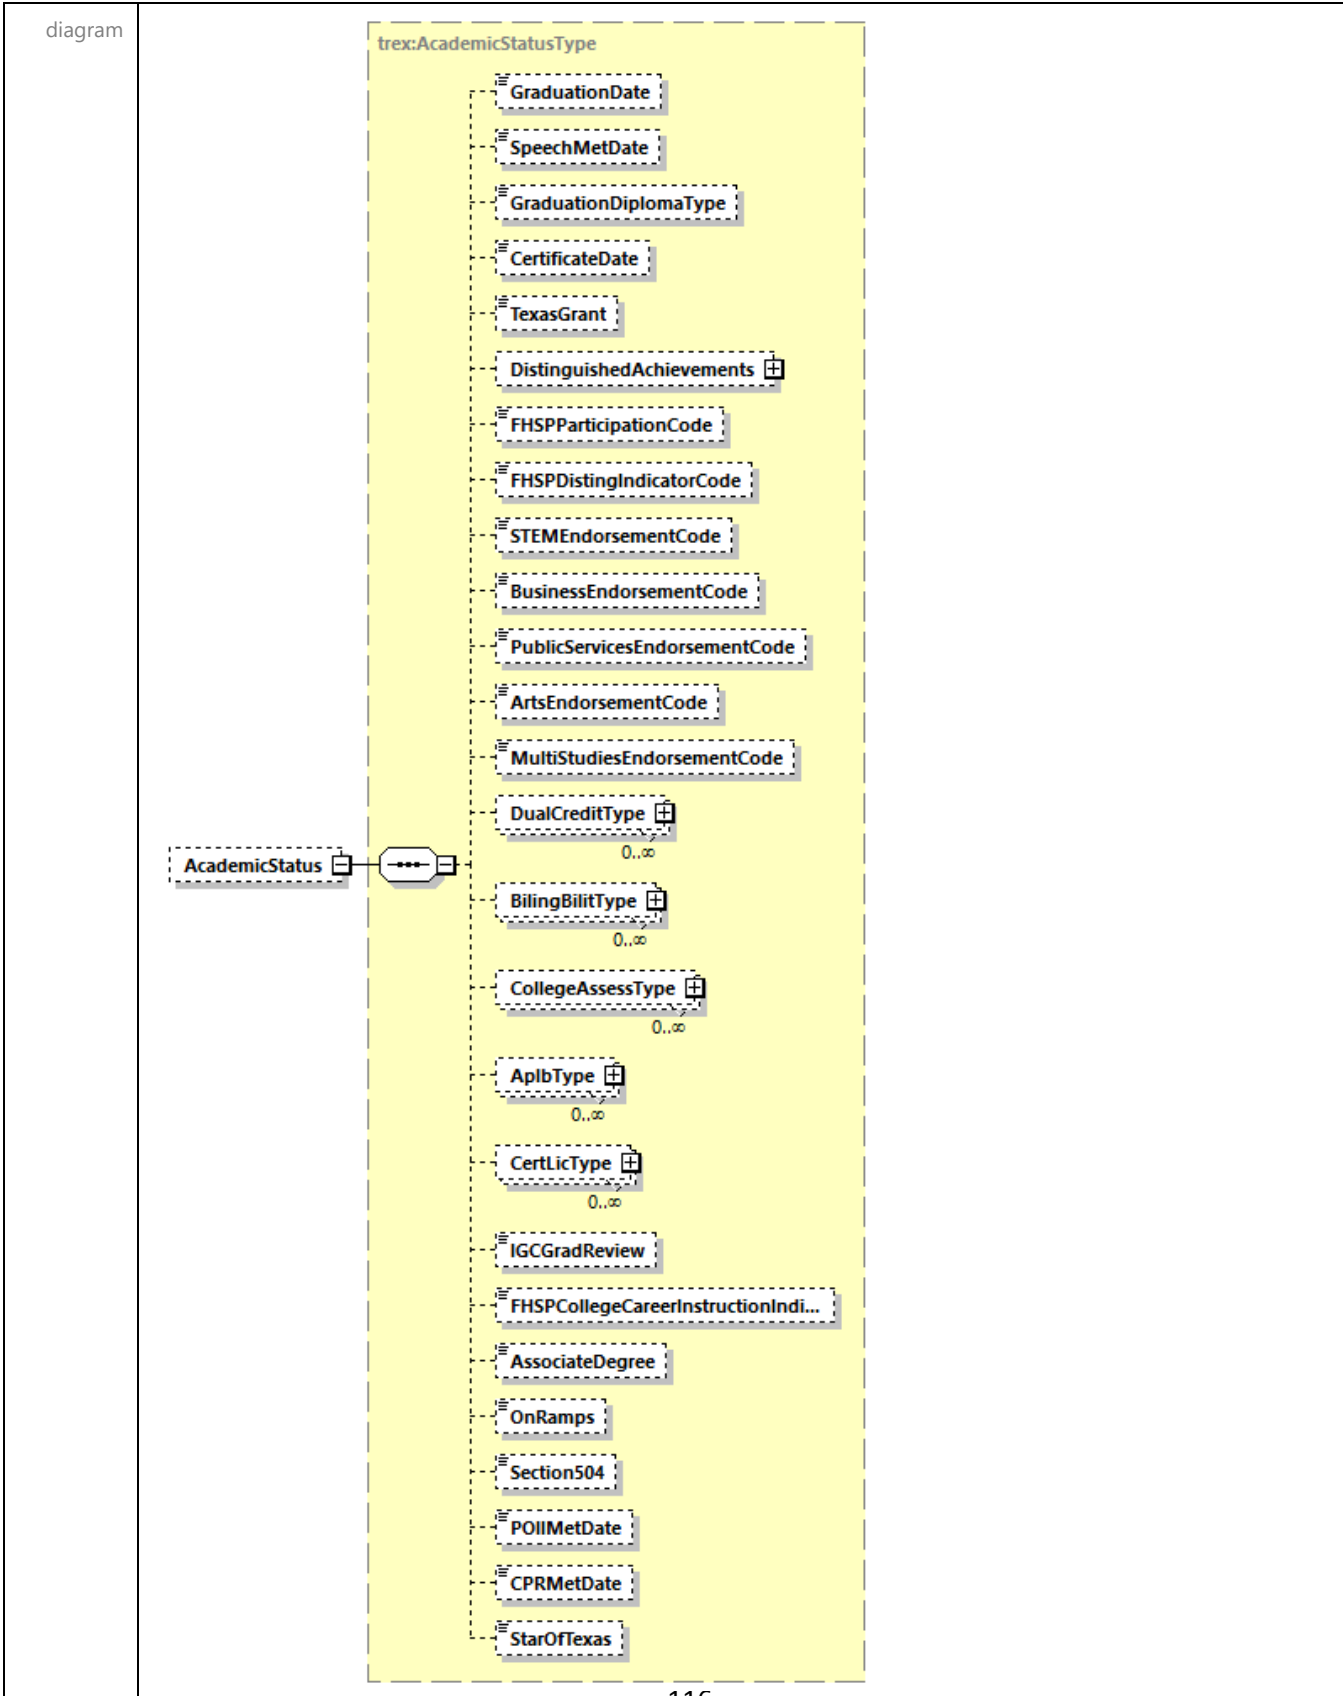 diagram
trex:AcademicStatusType
GraduationDate
SpeechMetDate
GraduationDiplomaType
CertificateDate
TexasGrant
DistinguishedAchievements
FHSPParticipationCode
FHSPDistingIndicatorCode
STEMEndorsementCode
BusinessEndorsementCode
PublicServicesEndorsementCode
ArtsEndorsementCode
MultiStudiesEndorsementCode
DualCreditType
0..∞
AcademicStatus
BilingBilitType
0..∞
CollegeAssessType
0..∞
ApIbType
0..∞
CertLicType
0..∞
IGCGradReview
FHSPCollegeCareerInstructionIndi...
AssociateDegree
OnRamps
Section504
POIIMetDate
CPRMetDate
StarOfTexas